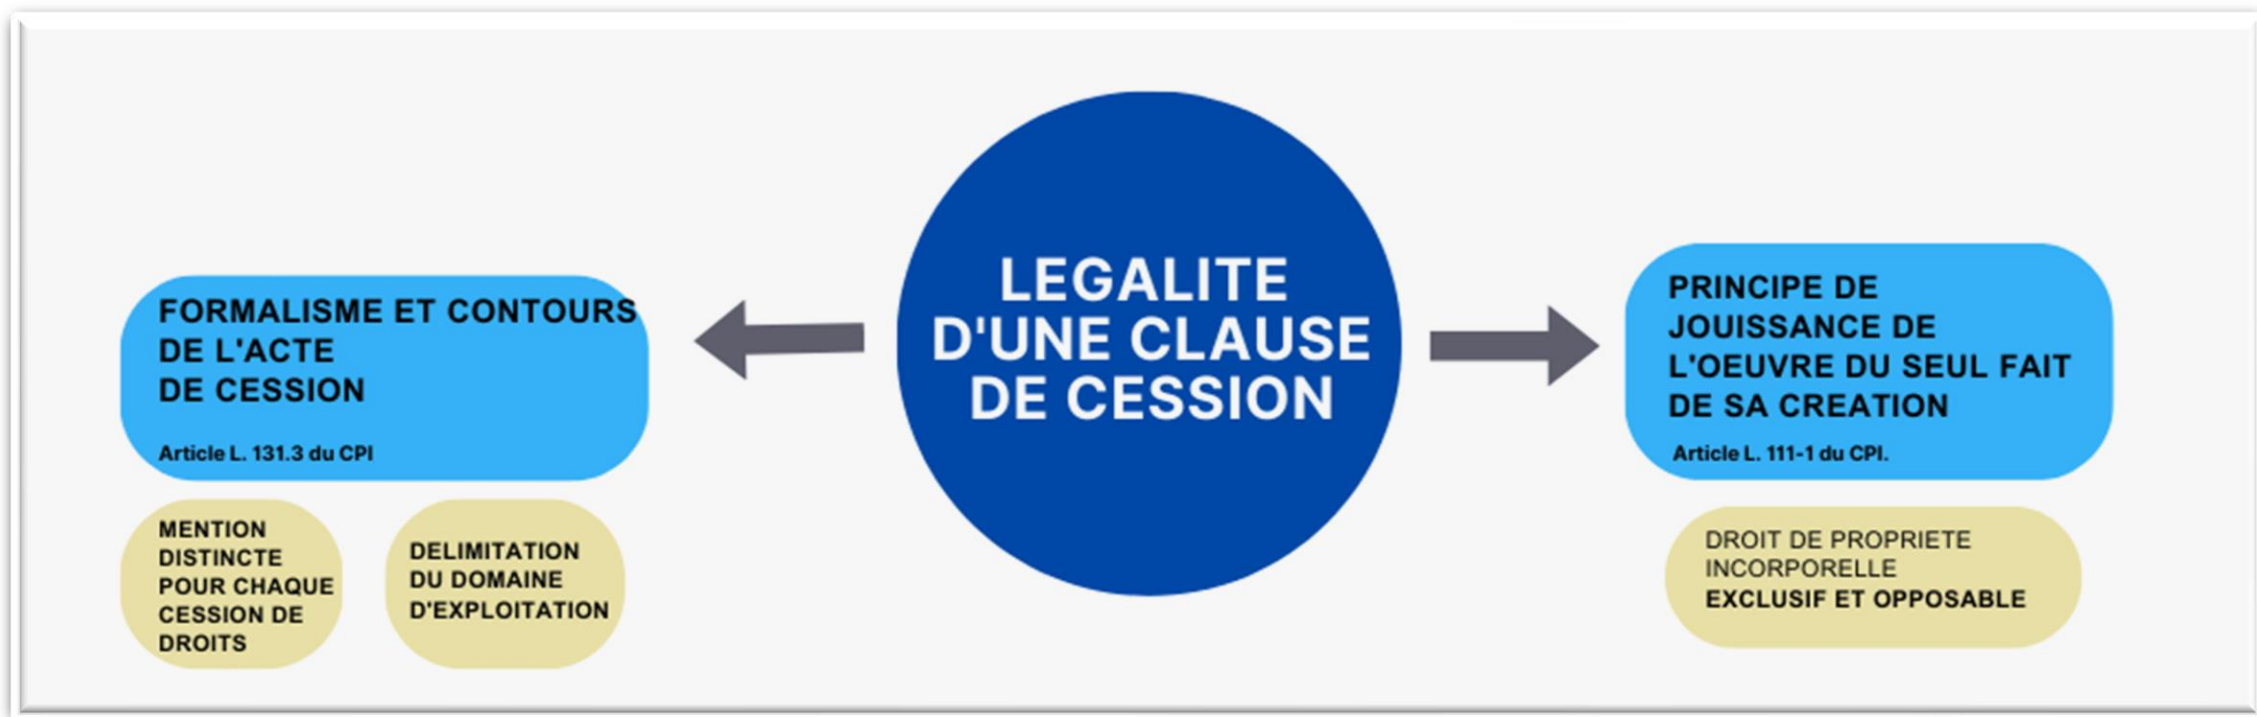 FORMALISME ET CONTOURS
DE L'ACTE
DE CESSION
Article L. 131.3 du CPI
MENTION
DISTINCTE
POUR CHAQUE
CESSION DE
DROITS
DELIMITATION
DU DOMAINE
D'EXPLOITATION
LEGALITE
D'UNE CLAUSE
DE CESSION
PRINCIPE DE
JOUISSANCE DE
L'OEUVRE DU SEUL FAIT
DE SA CREATION
Article L. 111-1 du CPI.
DROIT DE PROPRIETE
INCORPORELLE
EXCLUSIF ET OPPOSABLE